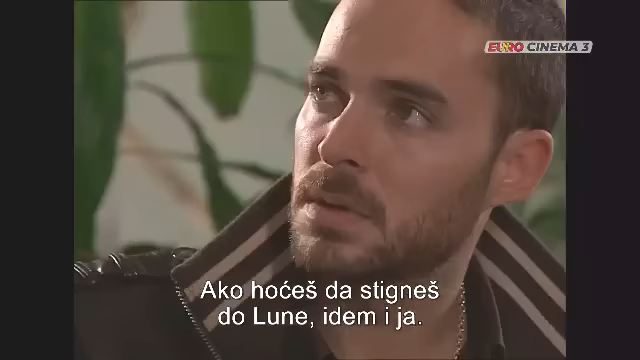 EURO CINEMA 3
Ako hoćeš da stigneš
do Lune, idem i ja.